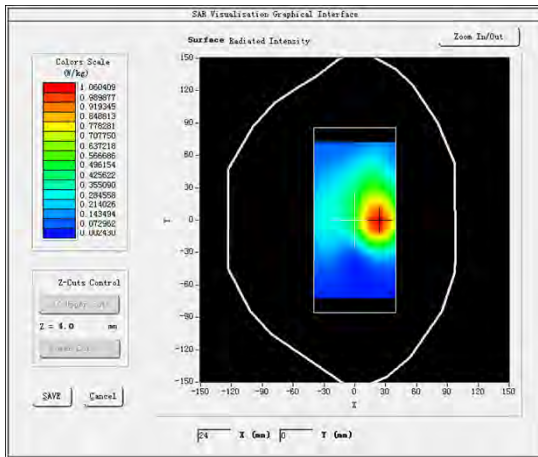 SAR Visualisation Graphical Interface
Surface Radiated Intensity
Zoom In/Out
Colors Scale
(W/kg)
1.060409
0.989877
0.919345
0.848813
0.778281
0.707750
0.637218
0.566686
0.496154
0.425622
0.355090
0.284558
0.214026
0.143494
0.072962
0.002430
150
120
90
60
30
0
-30
-60
-90
-120
-150
Y
-150 -120 -90 -60 -30 0 30 60 90 120 150
X
Z-Cuts Control
Z = 4.0 mm
SAVE Cancel
24 X (mm) 0 Y (mm)